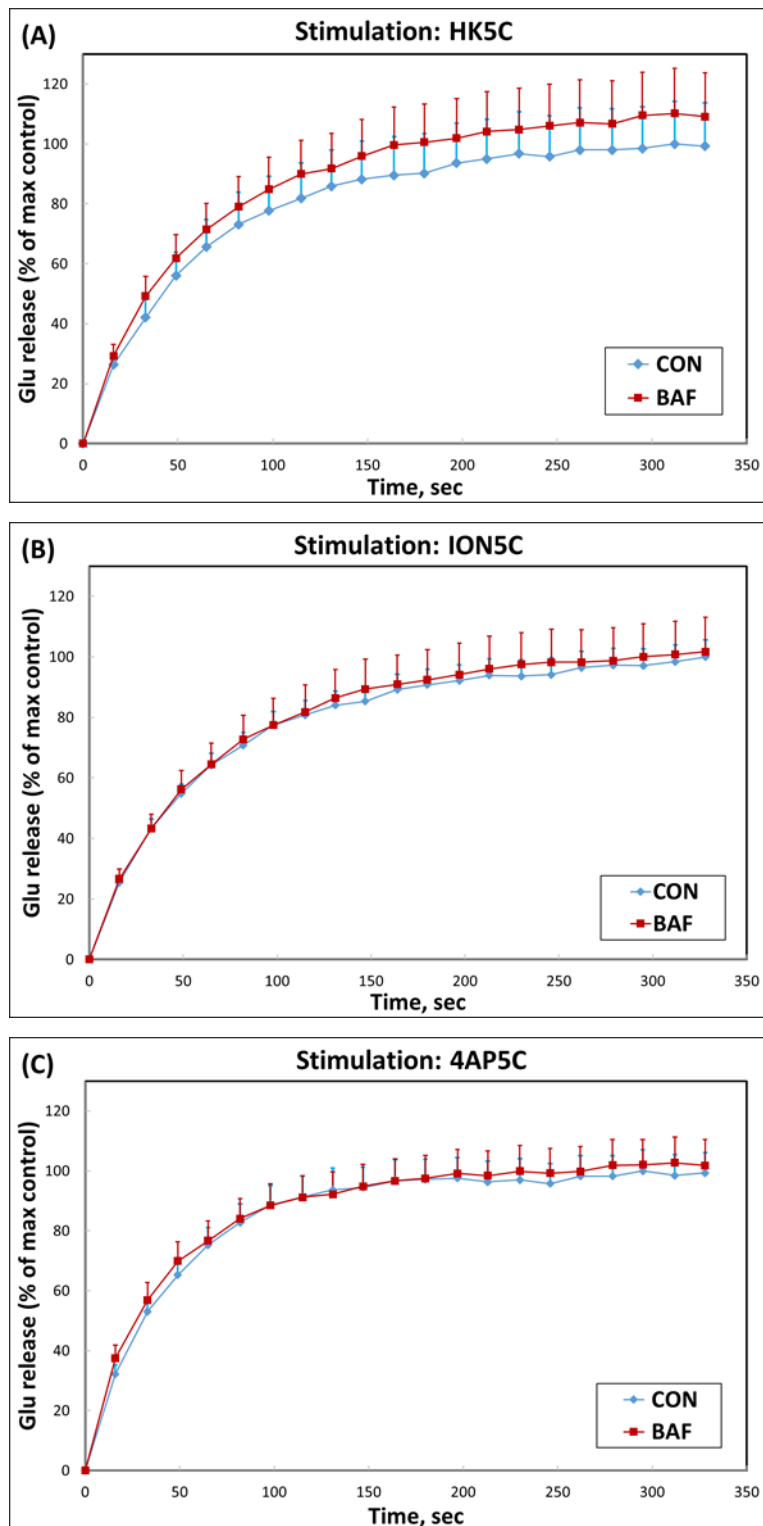 (A) Stimulation: HK5C
Glu release (% of max control)
120
100
80
60
40
20
0
CON
BAF
0 50 100 150 200 250 300 350
Time, sec
(B) Stimulation: ION5C
Glu release (% of max control)
120
100
80
60
40
20
0
CON
BAF
0 50 100 150 200 250 300 350
Time, sec
(C) Stimulation: 4AP5C
Glu release (% of max control)
120
100
80
60
40
20
0
CON
BAF
0 50 100 150 200 250 300 350
Time, sec